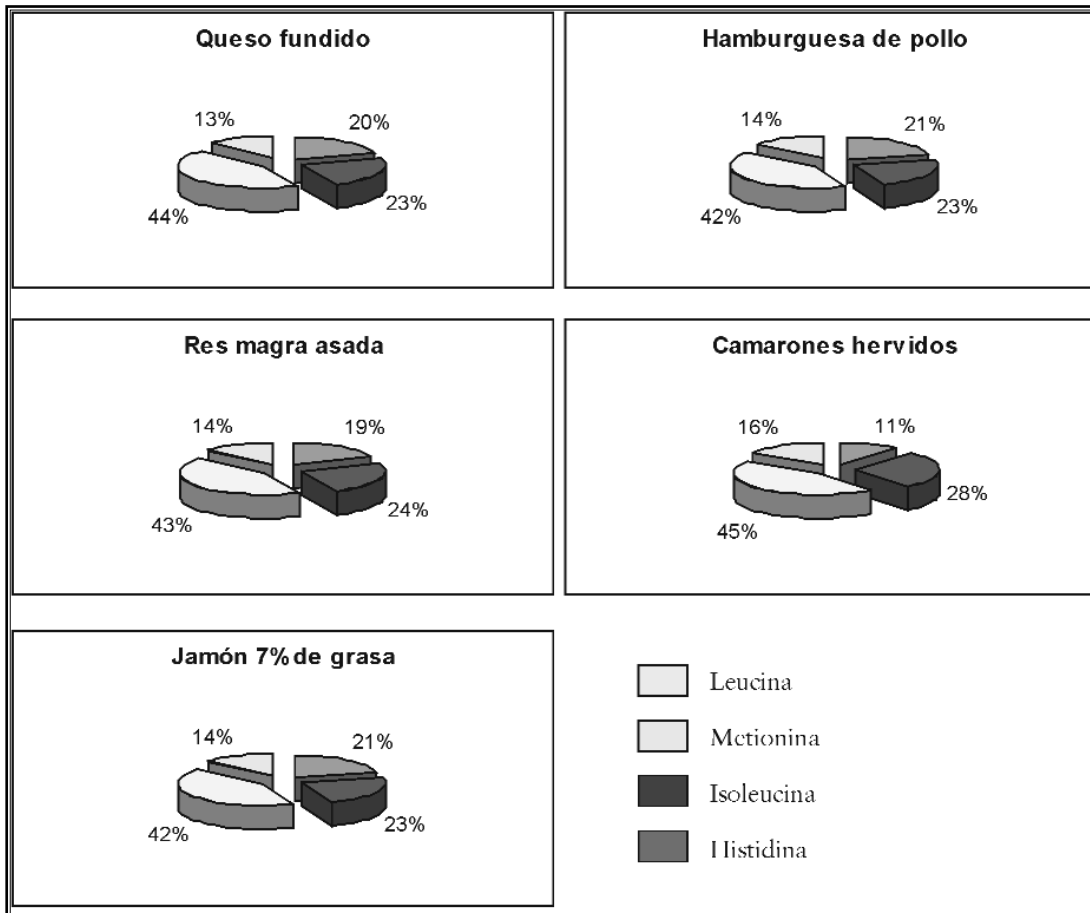 Queso fundido
13%
20%
44%
23%
Hamburguesa de pollo
14%
21%
42%
23%
Res magra asada
14%
19%
43%
24%
Camarones hervidos
16%
11%
45%
28%
Jamón 7% de grasa
14%
21%
42%
23%
Leucina
Metionina
Isoleucina
Histidina